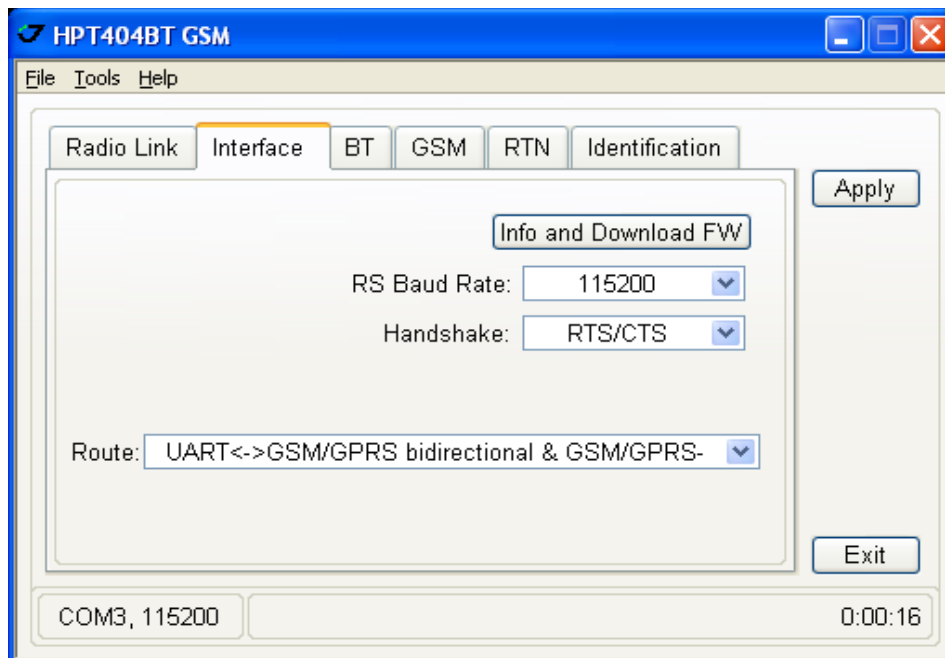 HPT404BT GSM
File Tools Help
Radio Link Interface BT GSM RTN Identification
Apply
Info and Download FW
RS Baud Rate: 115200
Handshake: RTS/CTS
Route: UART<->GSM/GPRS bidirectional & GSM/GPRS-
Exit
COM3, 115200 0:00:16